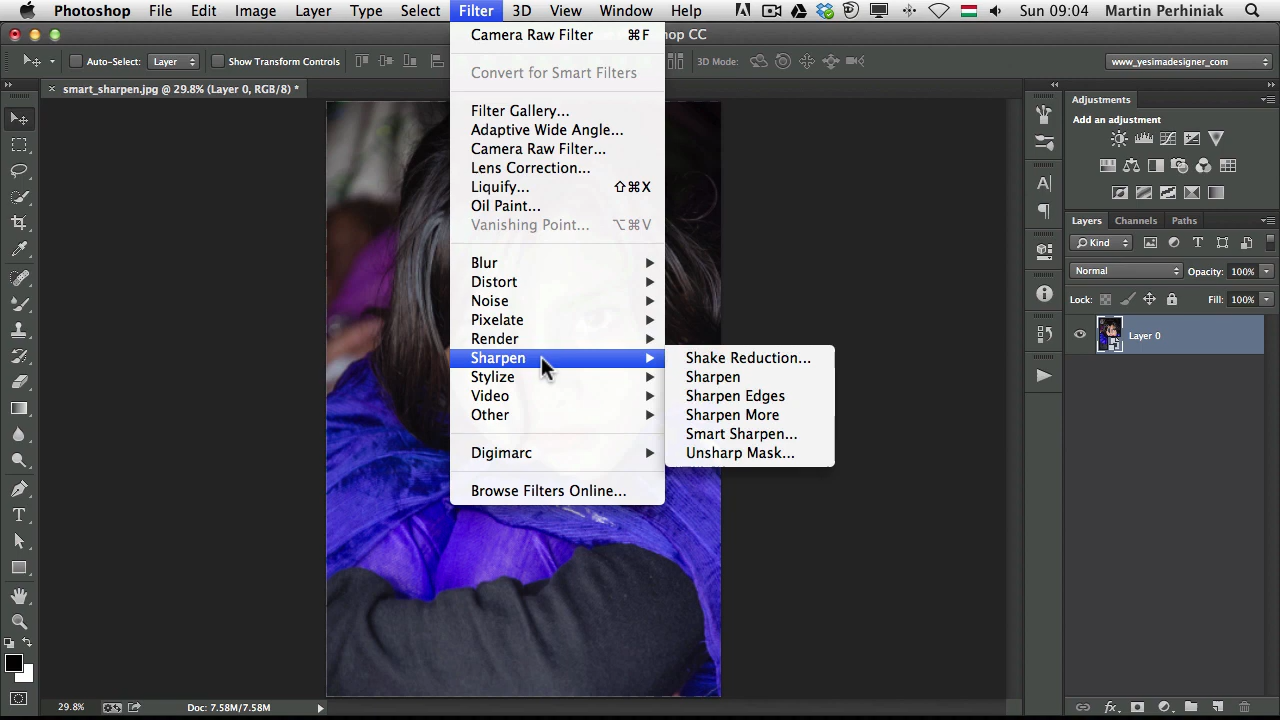 Photoshop File Edit Image Layer Type Select Filter 3D View Window Help Sun 09:04 Martin niak
shop CC
Auto-Select: Layer Show Transform Controls 3D Mode: www_yesimadesigner_com
smart_sharpen.jpg @ 29.8% (Layer 0, RGB/8) *
Camera Raw Filter ⌘F
Convert for Smart Filters
Filter Gallery...
Adaptive Wide Angle...
Camera Raw Filter...
Lens Correction...
Liquify... ⇧⌘X
Oil Paint...
Vanishing Point... ⌥⌘V
Blur
Distort
Noise
Pixelate
Render
Sharpen
Stylize
Video
Other
Digimarc
Browse Filters Online...
Shake Reduction...
Sharpen
Sharpen Edges
Sharpen More
Smart Sharpen...
Unsharp Mask...
Adjustments
Add an adjustment
Layers Channels Paths
Kind
Normal Opacity: 100%
Lock: Fill: 100%
Layer 0
29.8% Doc: 7.58M/7.58M